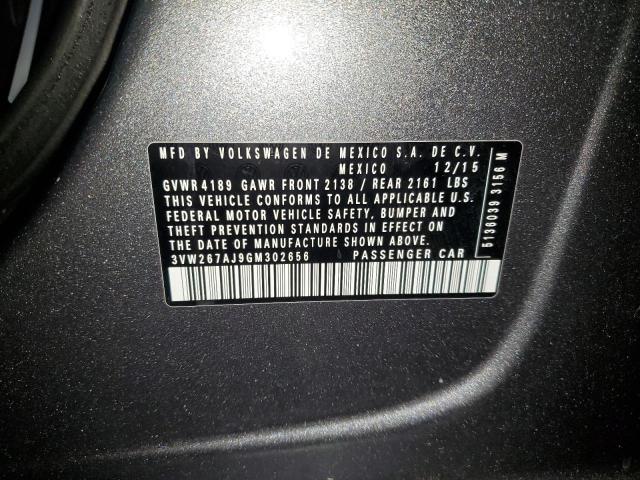 MFD BY VOLKSWAGEN DE MEXICO S.A. DE C.V.
MEXICO 12/15
GVWR 4189 GAWR FRONT 2138 / REAR 2161 LBS
THIS VEHICLE CONFORMS TO ALL APPLICABLE U.S.
FEDERAL MOTOR VEHICLE SAFETY, BUMPER AND
THEFT PREVENTION STANDARDS IN EFFECT ON
THE DATE OF MANUFACTURE SHOWN ABOVE.
3VW267AJ9GM302656 PASSENGER CAR
5138039 3156 M